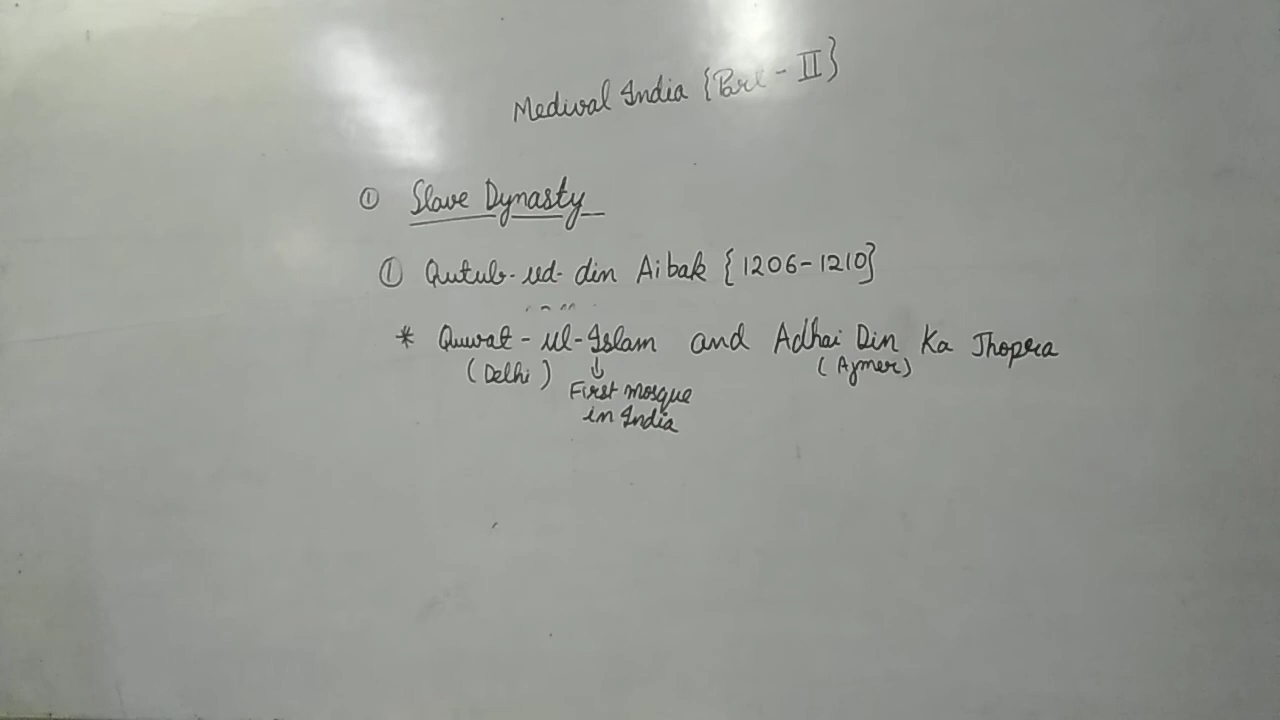 Medival India {Part - II}
① Slave Dynasty
① Qutub-ud-din Aibak {1206-1210}
* Quwat-ul-Islam and Adhai Din Ka Jhopra
(Delhi) ↓ (Ajmer)
First mosque
in India